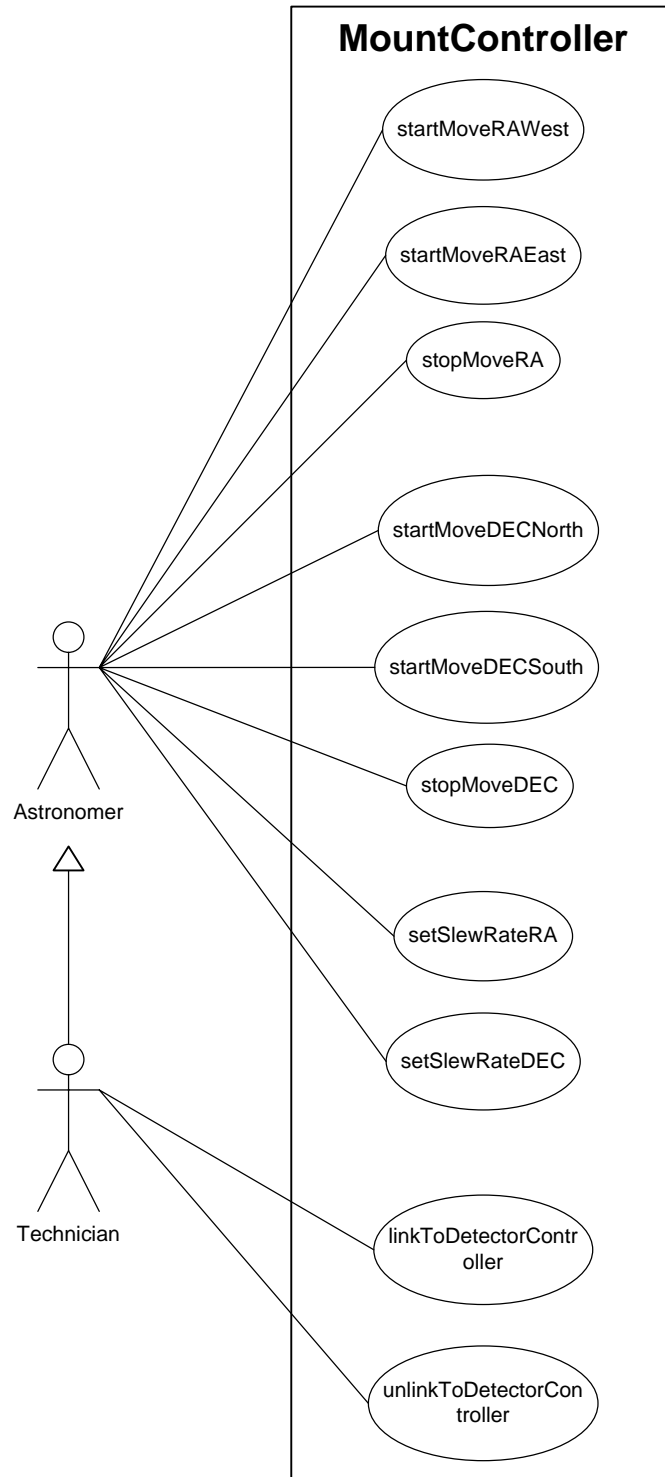 MountController
startMoveRAWest
startMoveRAEast
stopMoveRA
startMoveDECNorth
startMoveDECSouth
stopMoveDEC
Astronomer
setSlewRateRA
setSlewRateDEC
Technician
linkToDetectorContr
oller
unlinkToDetectorCon
troller